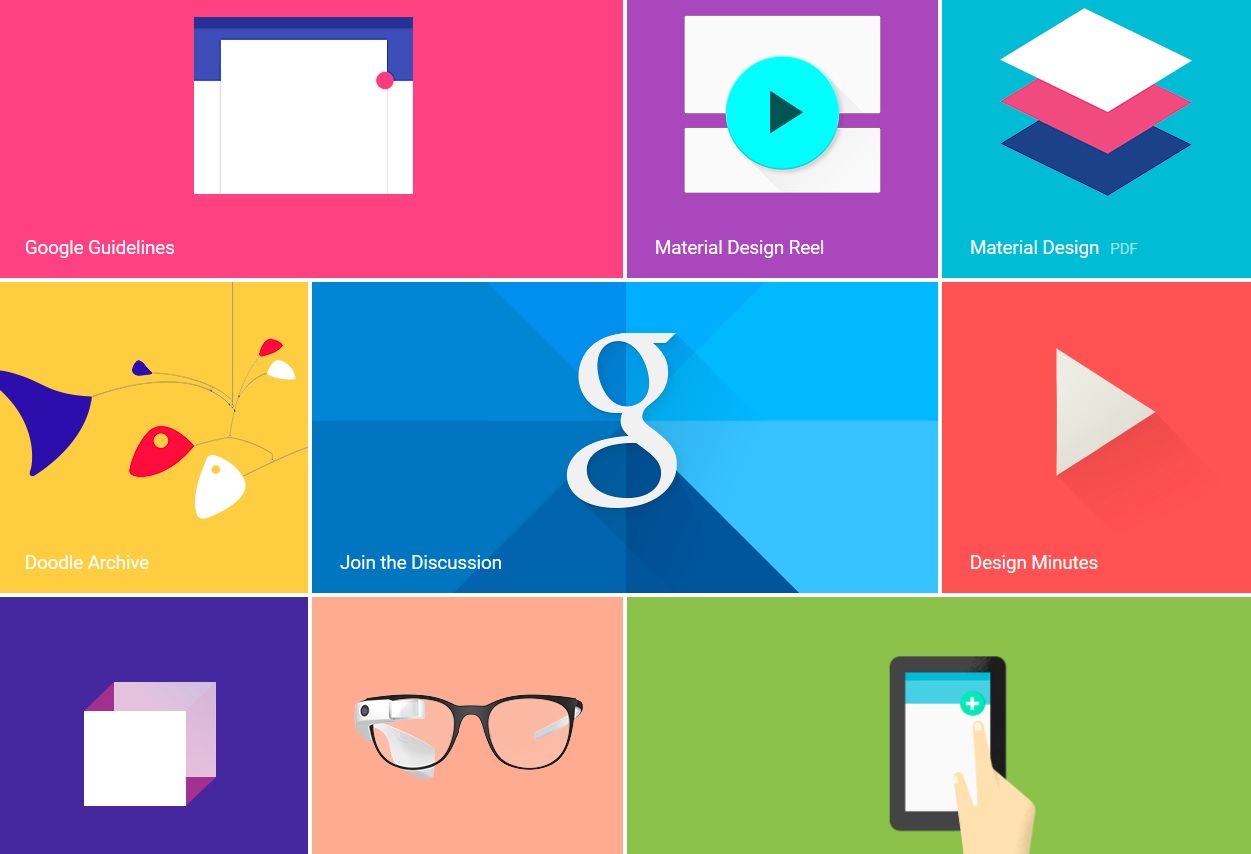 Google Guidelines
Material Design Reel
Material Design PDF
g
Doodle Archive
Join the Discussion
Design Minutes